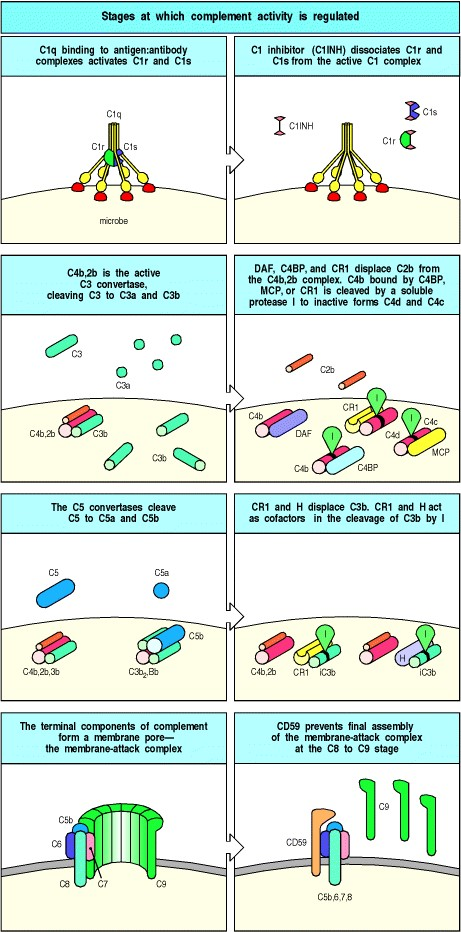 Stages at which complement activity is regulated
C1q binding to antigen:antibody
complexes activates C1r and C1s
C1 inhibitor (C1INH) dissociates C1r and
C1s from the active C1 complex
C1q
C1r
C1s
microbe
C1INH
C1s
C1r
C4b,2b is the active
C3 convertase,
cleaving C3 to C3a and C3b
DAF, C4BP, and CR1 displace C2b from
the C4b,2b complex. C4b bound by C4BP,
MCP, or CR1 is cleaved by a soluble
protease I to inactive forms C4d and C4c
C3
C3a
C4b,2b
C3b
C3b
C2b
CR1
I
C4b
DAF
C4d
I
C4c
MCP
I
C4b
C4BP
The C5 convertases cleave
C5 to C5a and C5b
CR1 and H displace C3b. CR1 and H act
as cofactors in the cleavage of C3b by I
C5
C5a
C5b
C4b,2b,3b
C3b2,Bb
I
I
H
C4b,2b
CR1
iC3b
iC3b
The terminal components of complement
form a membrane pore—
the membrane-attack complex
CD59 prevents final assembly
of the membrane-attack complex
at the C8 to C9 stage
C5b
C6
C8
C7
C9
C9
CD59
C5b,6,7,8